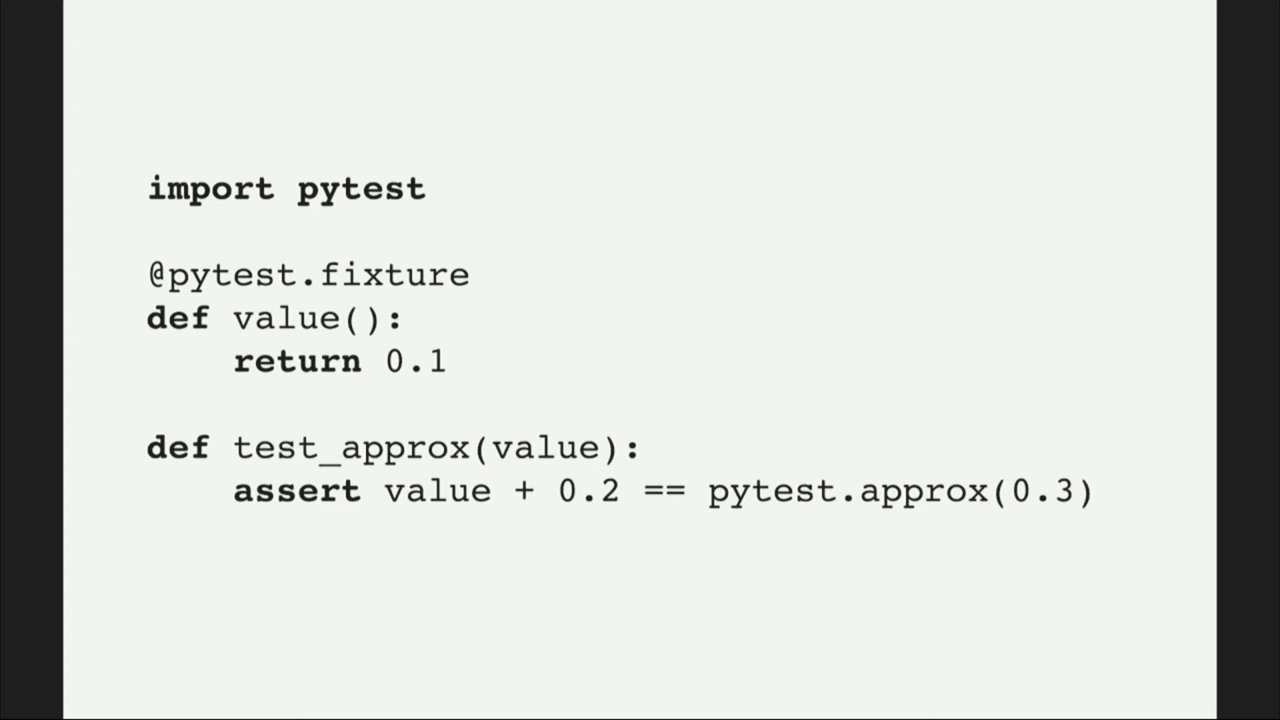 import pytest
@pytest.fixture
def value():
    return 0.1
def test_approx(value):
    assert value + 0.2 == pytest.approx(0.3)